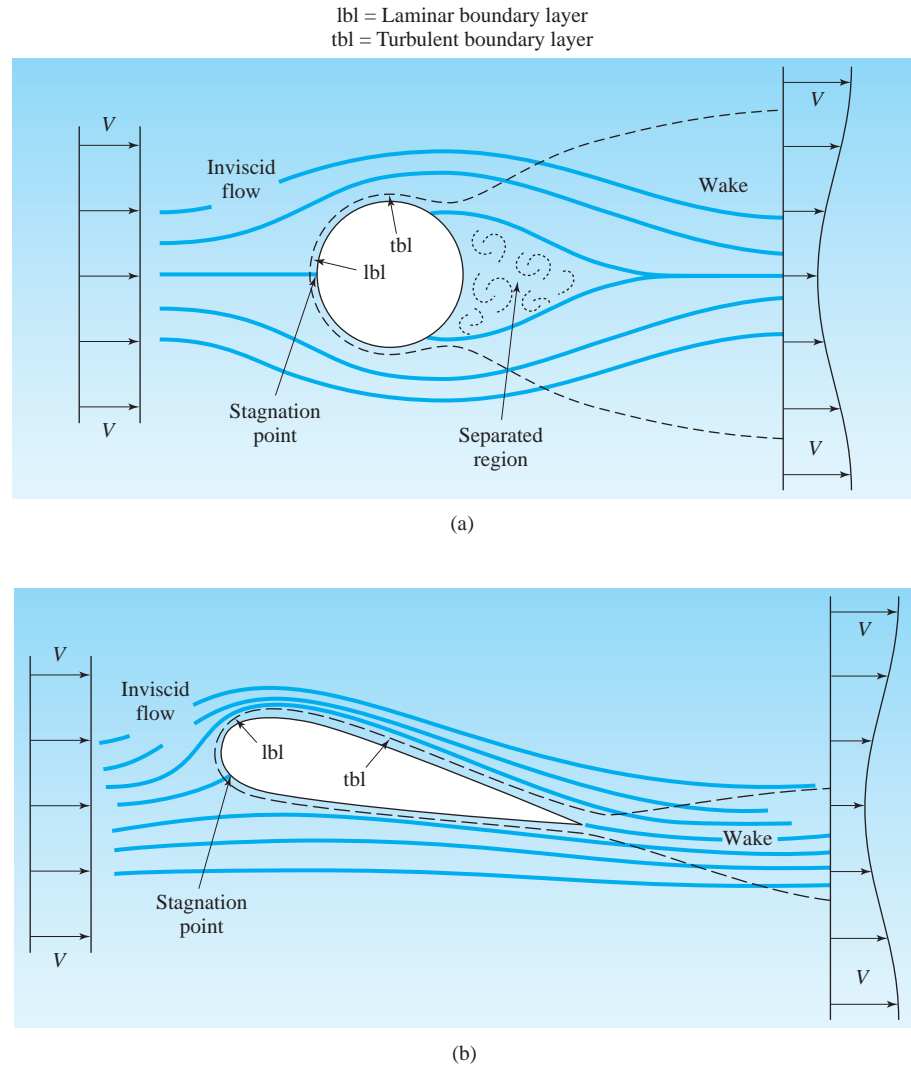 lbl = Laminar boundary layer
tbl = Turbulent boundary layer
V
V
Inviscid
flow
Wake
tbl
lbl
Stagnation
point
Separated
region
V
V
(a)
V
V
Inviscid
flow
lbl
tbl
Wake
Stagnation
point
V
V
(b)